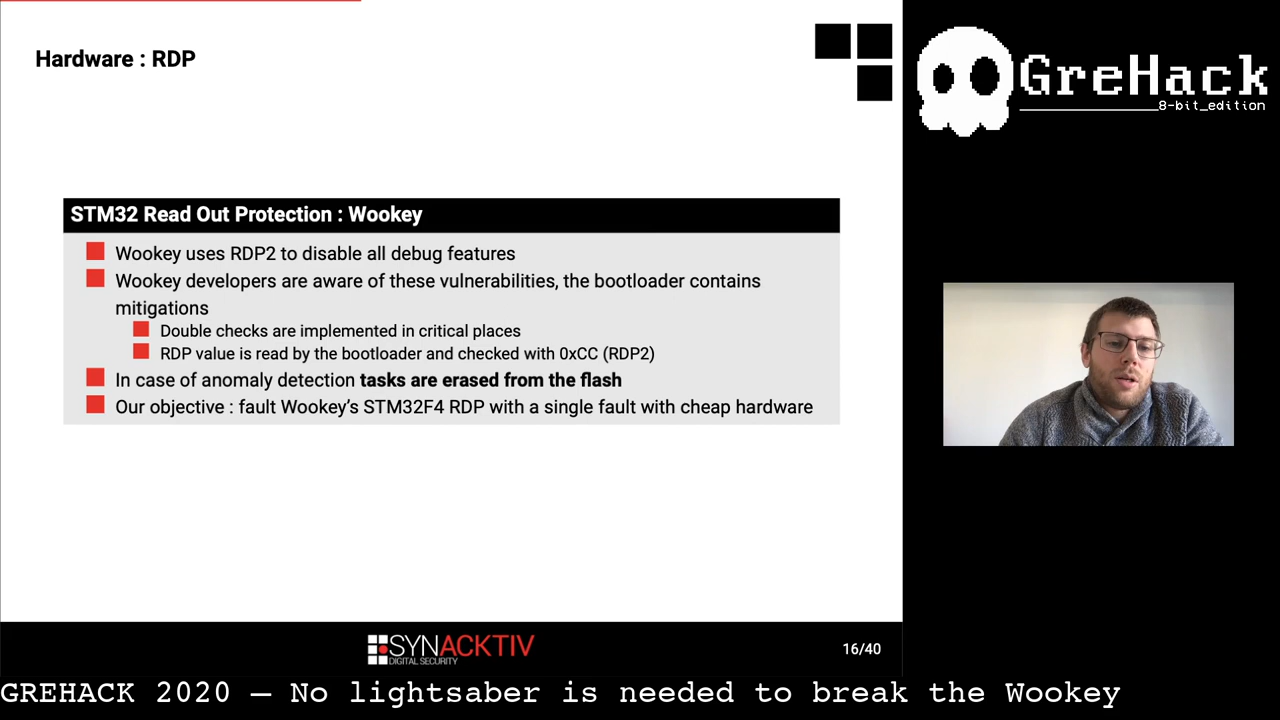 Hardware : RDP
GreHack
8-bit_edition
STM32 Read Out Protection : Wookey
Wookey uses RDP2 to disable all debug features
Wookey developers are aware of these vulnerabilities, the bootloader contains
mitigations
Double checks are implemented in critical places
RDP value is read by the bootloader and checked with 0xCC (RDP2)
In case of anomaly detection tasks are erased from the flash
Our objective : fault Wookey's STM32F4 RDP with a single fault with cheap hardware
SYNACKTIV
DIGITAL SECURITY
16/40
GREHACK 2020 — No lightsaber is needed to break the Wookey